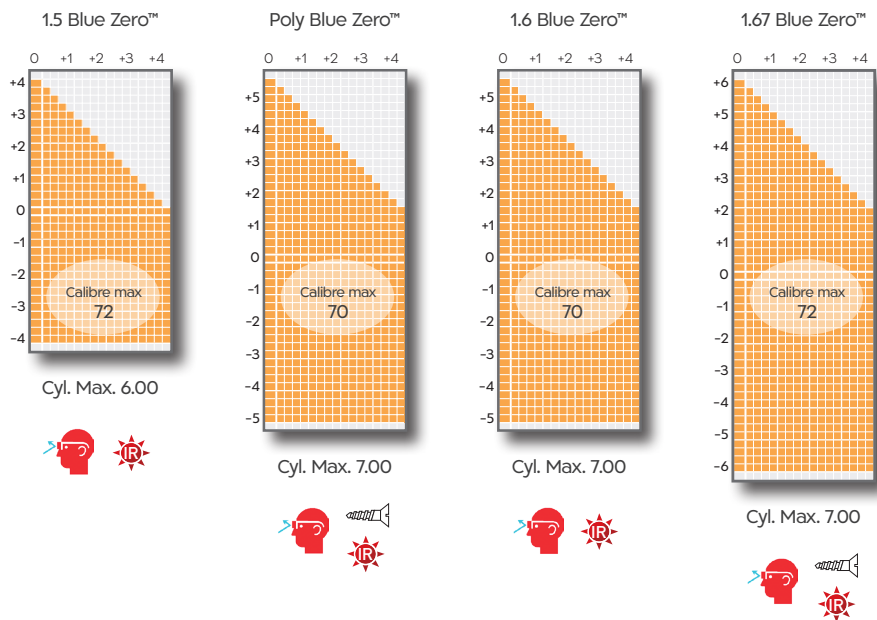 1.5 Blue Zero™
0 +1 +2 +3 +4
+4
+3
+2
+1
0
-1
-2
-3
-4
Calibre max
72
Cyl. Max. 6.00
IR
Poly Blue Zero™
0 +1 +2 +3 +4
+5
+4
+3
+2
+1
0
-1
-2
-3
-4
-5
Calibre max
70
Cyl. Max. 7.00
IR
1.6 Blue Zero™
0 +1 +2 +3 +4
+5
+4
+3
+2
+1
0
-1
-2
-3
-4
-5
Calibre max
70
Cyl. Max. 7.00
IR
1.67 Blue Zero™
0 +1 +2 +3 +4
+6
+5
+4
+3
+2
+1
0
-1
-2
-3
-4
-5
-6
Calibre max
72
Cyl. Max. 7.00
IR